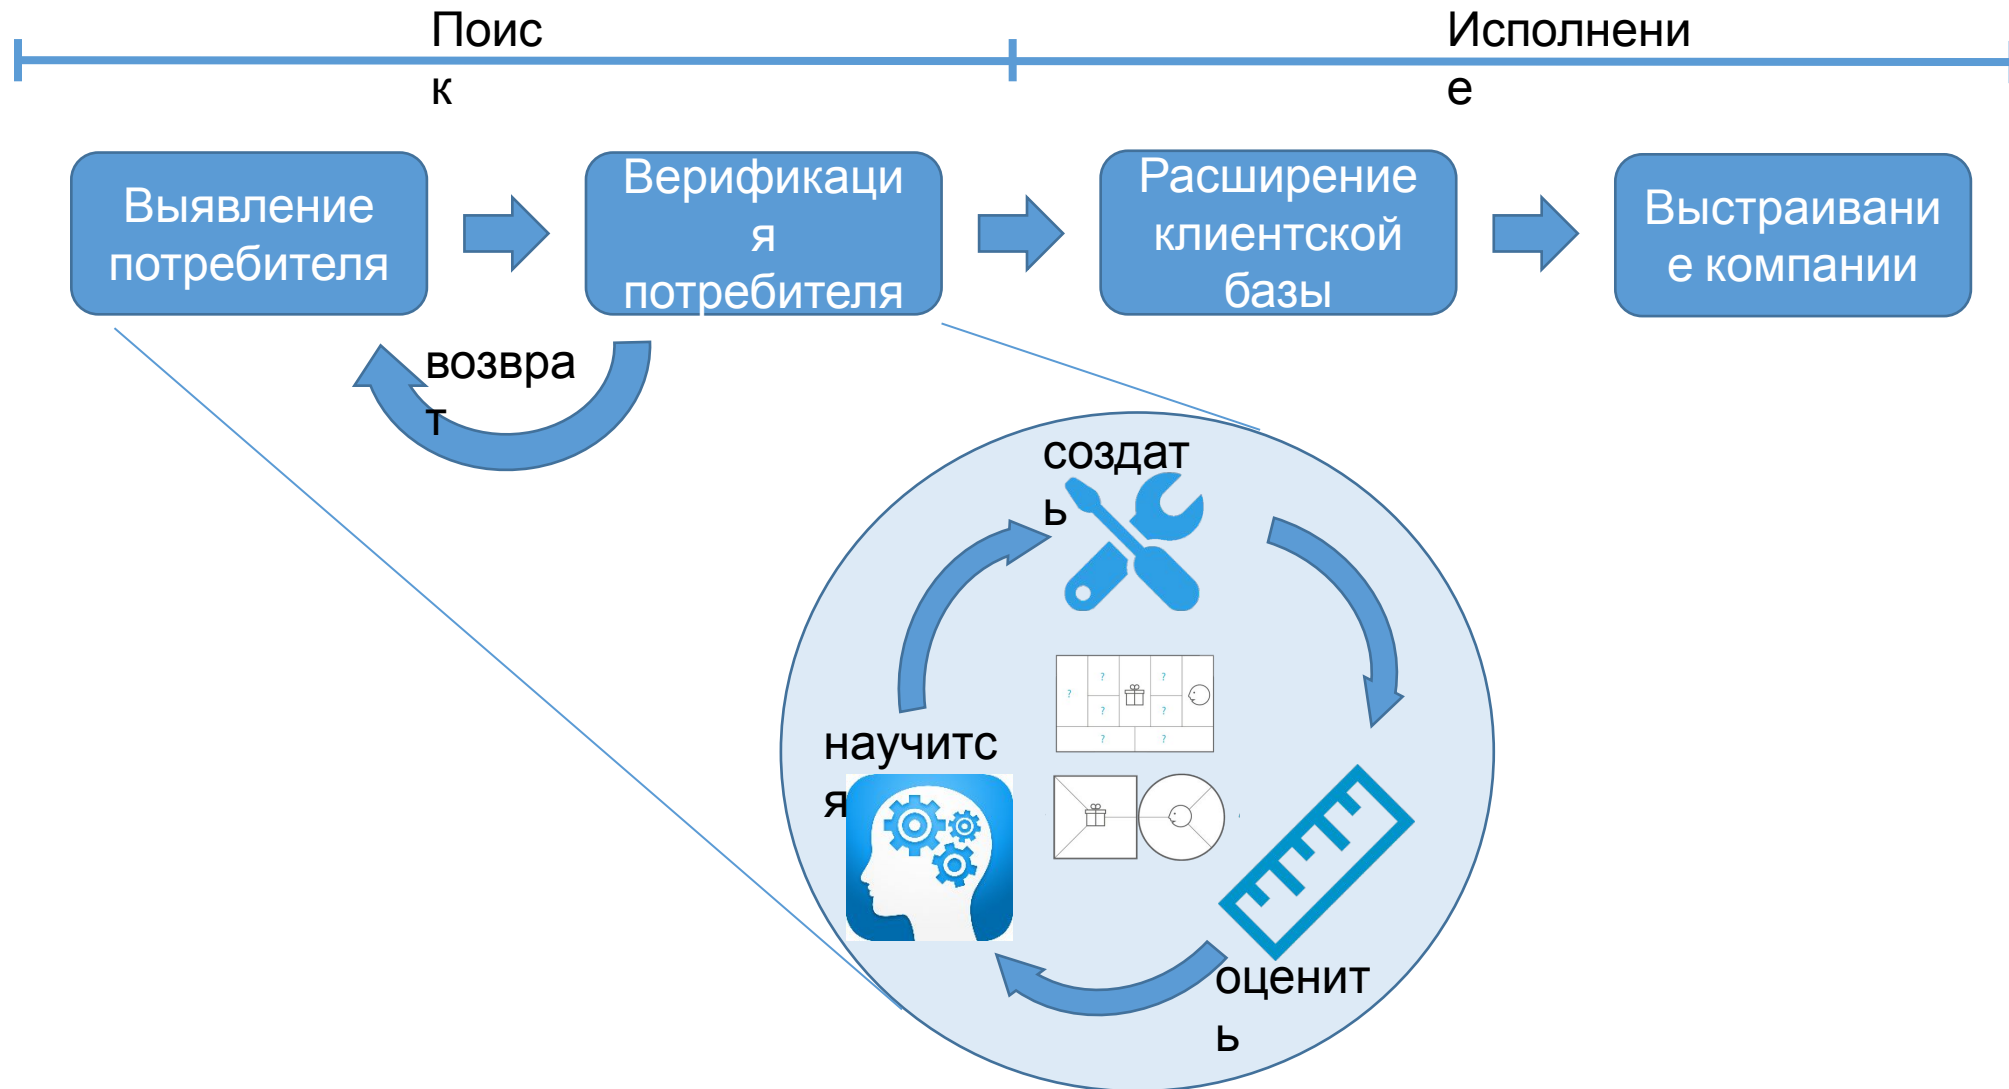 Поис
к
Исполнени
е
Выявление
потребителя
Верификаци
я
потребителя
Расширение
клиентской
базы
Выстраивани
е компании
возвра
т
создат
ь
? ?
?
? ?
? ?
научитс
я
оценит
ь